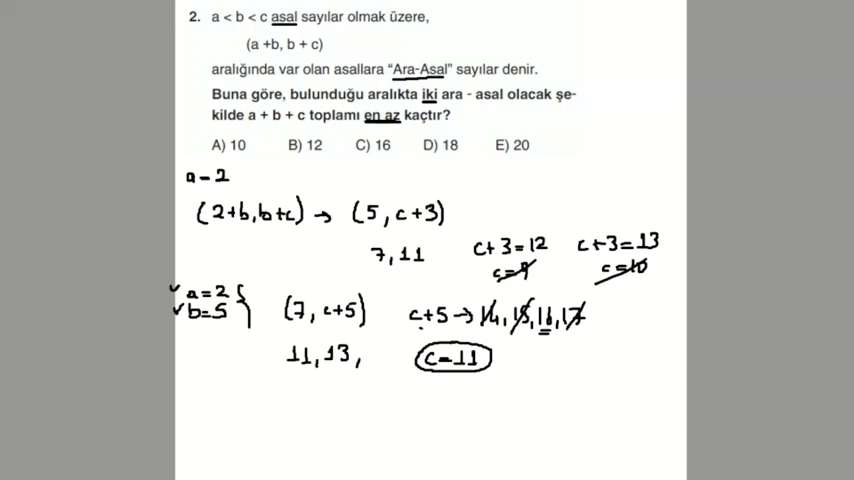 2. a < b < c asal sayılar olmak üzere,
(a +b, b + c)
aralığında var olan asallara “Ara-Asal” sayılar denir.
Buna göre, bulunduğu aralıkta iki ara - asal olacak şe-
kilde a + b + c toplamı en az kaçtır?
A) 10 B) 12 C) 16 D) 18 E) 20
a = 2
(2+b, b+c) → (5, c+3)
7, 11 c+3=12 c+3=13
c=9 c=10
a=2
b=5 (7, c+5) c+5 → 14, 15, 16, 17
11, 13, c=11